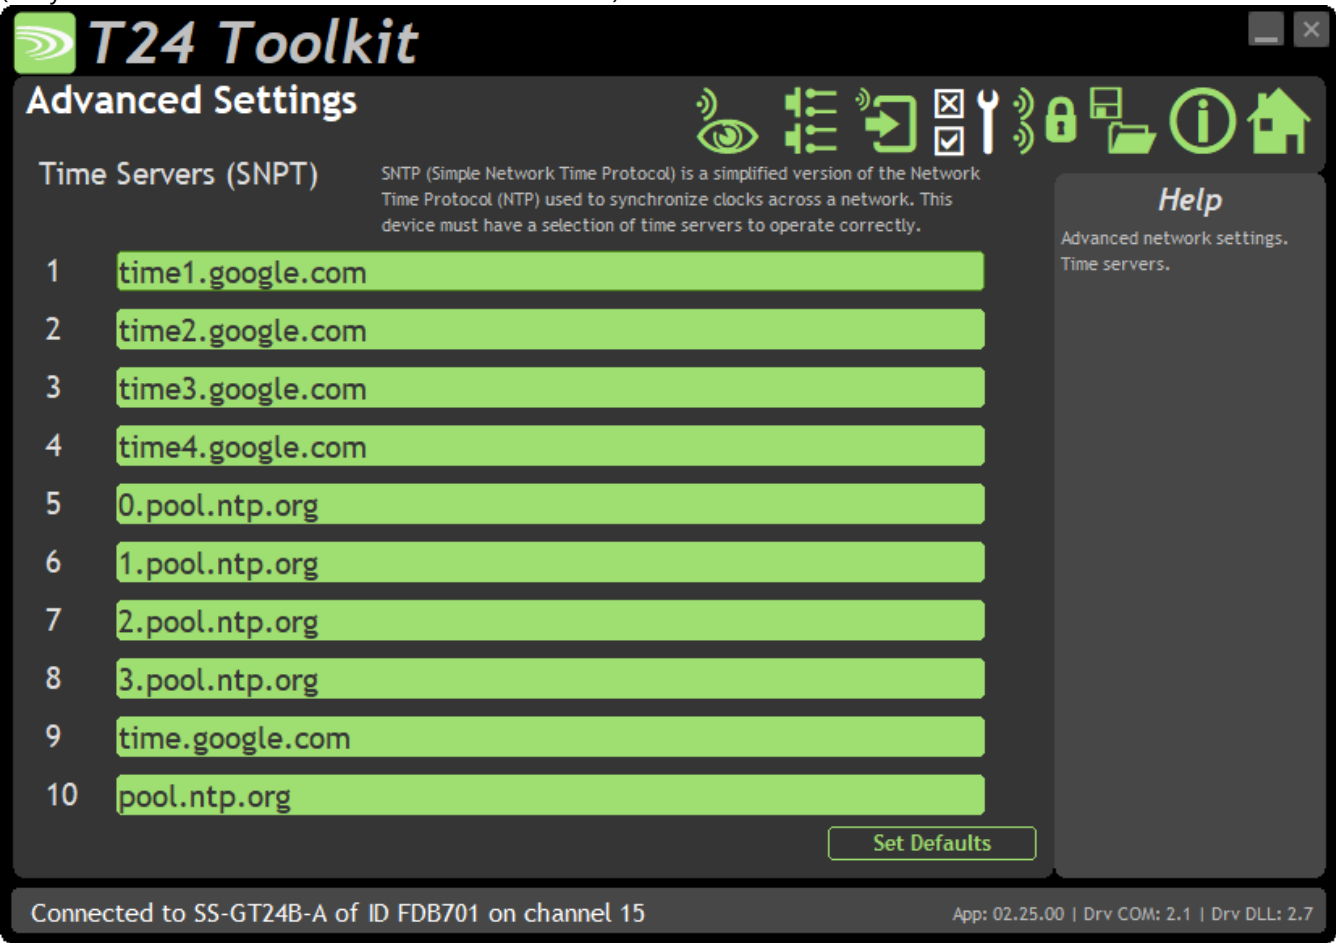 T24 Toolkit
Advanced Settings
Time Servers (SNPT)
SNTP (Simple Network Time Protocol) is a simplified version of the Network
Time Protocol (NTP) used to synchronize clocks across a network. This
device must have a selection of time servers to operate correctly.
1 time1.google.com
2 time2.google.com
3 time3.google.com
4 time4.google.com
5 0.pool.ntp.org
6 1.pool.ntp.org
7 2.pool.ntp.org
8 3.pool.ntp.org
9 time.google.com
10 pool.ntp.org
Set Defaults
Help
Advanced network settings.
Time servers.
Connected to SS-GT24B-A of ID FDB701 on channel 15
App: 02.25.00 | Drv COM: 2.1 | Drv DLL: 2.7